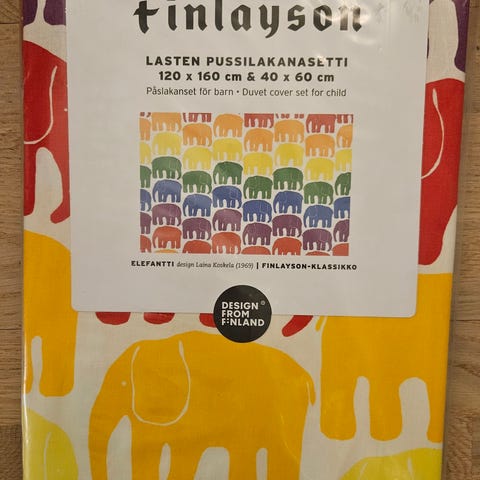 Finlayson®
LASTEN PUSSILAKANASETTI
120 x 160 cm & 40 x 60 cm
Påslakanset för barn • Duvet cover set for child
ELEFANTTI design Laina Koskela (1969) | FINLAYSON-KLASSIKKO
DESIGN®
FROM
FINLAND